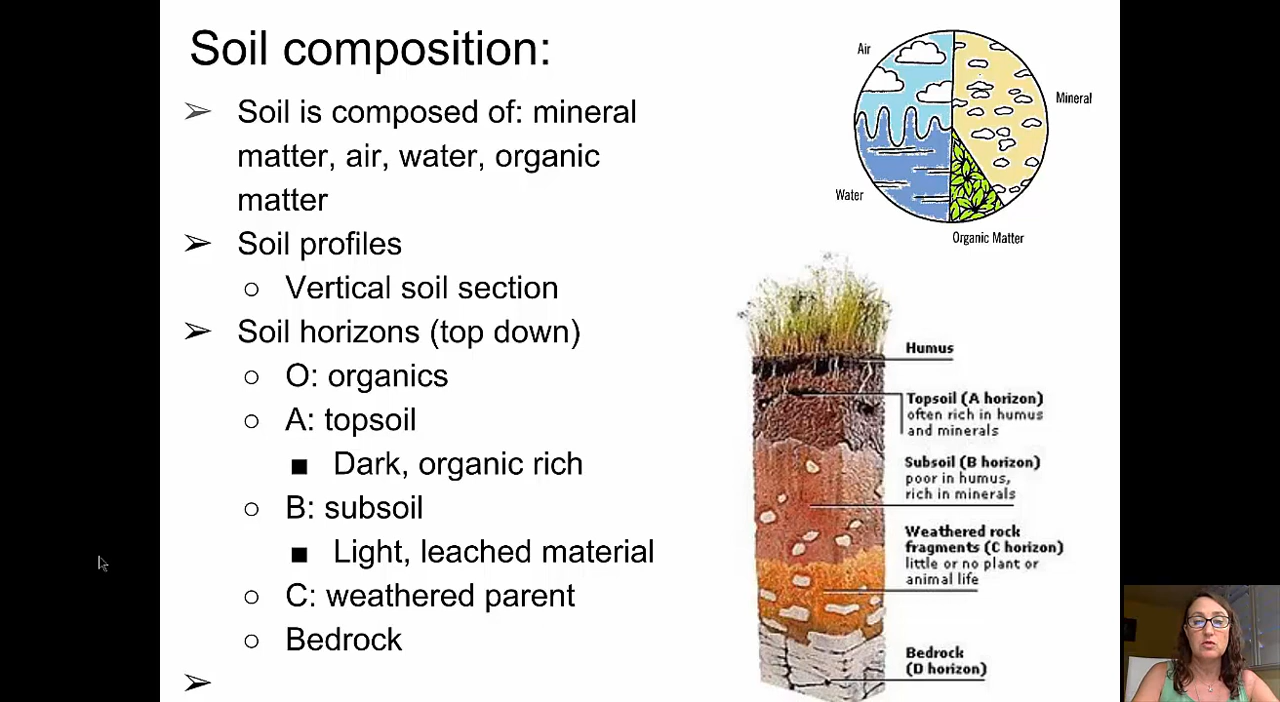 Soil composition:
➢ Soil is composed of: mineral
matter, air, water, organic
matter
➢ Soil profiles
○ Vertical soil section
➢ Soil horizons (top down)
○ O: organics
○ A: topsoil
■ Dark, organic rich
○ B: subsoil
■ Light, leached material
○ C: weathered parent
○ Bedrock
➢
Air
Mineral
Water
Organic Matter
Humus
Topsoil (A horizon)
often rich in humus
and minerals
Subsoil (B horizon)
poor in humus,
rich in minerals
Weathered rock
fragments (C horizon)
little or no plant or
animal life
Bedrock
(D horizon)